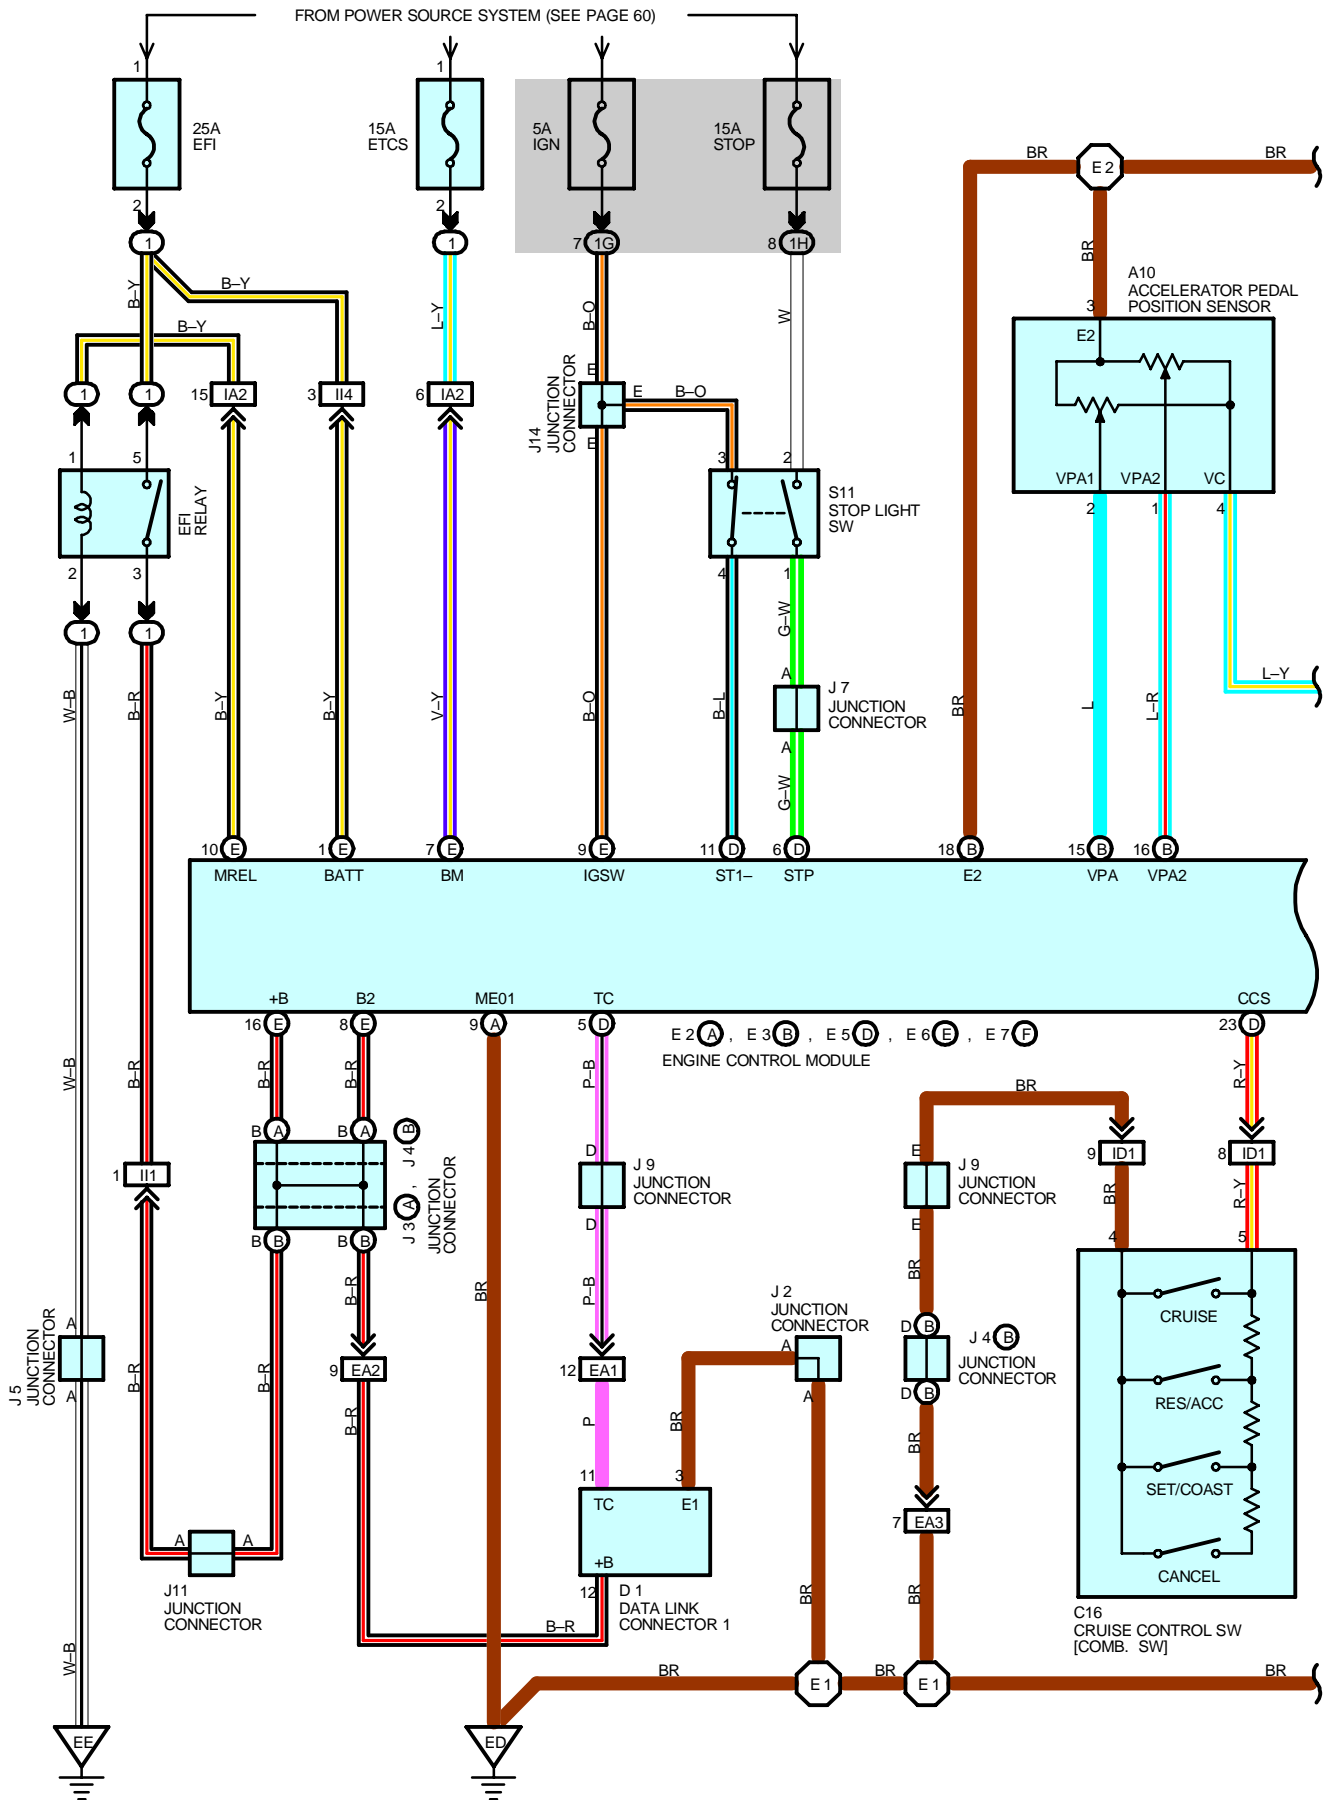 FROM POWER SOURCE SYSTEM (SEE PAGE 60)
1
1
25A
EFI
15A
ETCS
5A
IGN
15A
STOP
2
2
1
1
7 1G
8 1H
BR
E 2
BR
B–Y
B–Y
B–Y
L–Y
B–O
W
BR
A10
ACCELERATOR PEDAL
POSITION SENSOR
3
E2
1
1
15 IA2
3 II4
6 IA2
E
E
B–O
E
J14
JUNCTION
CONNECTOR
1
5
3
2
VPA1
VPA2
VC
2
1
4
EFI
RELAY
S11
STOP LIGHT
SW
2
3
4
1
1
1
G–W
A
J 7
JUNCTION
CONNECTOR
A
G–W
W–B
B–R
B–Y
B–Y
V–Y
B–O
B–L
BR
L
L–R
L–Y
10 E
1 E
7 E
9 E
11 D
6 D
18 B
15 B
16 B
MREL
BATT
BM
IGSW
ST1–
STP
E2
VPA
VPA2
+B
B2
ME01
TC
CCS
16 E
8 E
9 A
5 D
23 D
E 2 A , E 3 B , E 5 D , E 6 E , E 7 F
ENGINE CONTROL MODULE
W–B
B–R
B–R
B–R
P–B
BR
R–Y
B A
B A
J 3 A , J 4 B
JUNCTION
CONNECTOR
B B
B B
1 II1
D
J 9
JUNCTION
CONNECTOR
D
E
J 9
JUNCTION
CONNECTOR
E
9 ID1
8 ID1
BR
R–Y
4
5
B–R
BR
P–B
BR
J 2
JUNCTION
CONNECTOR
A
A
D B
J 4 B
JUNCTION
CONNECTOR
D B
CRUISE
RES/ACC
SET/COAST
CANCEL
A
A
J 5
JUNCTION
CONNECTOR
B–R
B–R
9 EA2
B–R
12 EA1
P
BR
BR
11
3
TC
E1
+B
12
7 EA3
A
A
J11
JUNCTION
CONNECTOR
D 1
DATA LINK
CONNECTOR 1
B–R
BR
BR
C16
CRUISE CONTROL SW
[COMB. SW]
W–B
BR
E 1
BR
E 1
BR
EE
ED